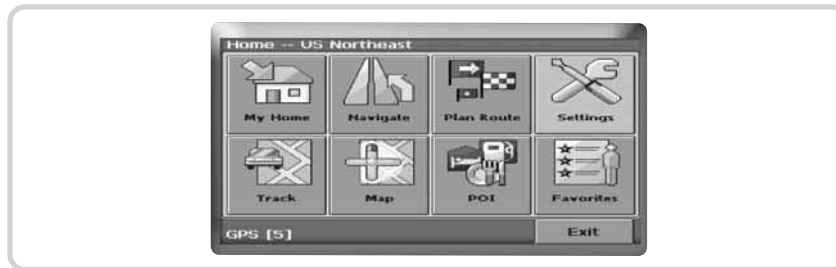 Home -- US Northeast
My Home Navigate Plan Route Settings
Track Map POI Favorites
GPS [5] Exit